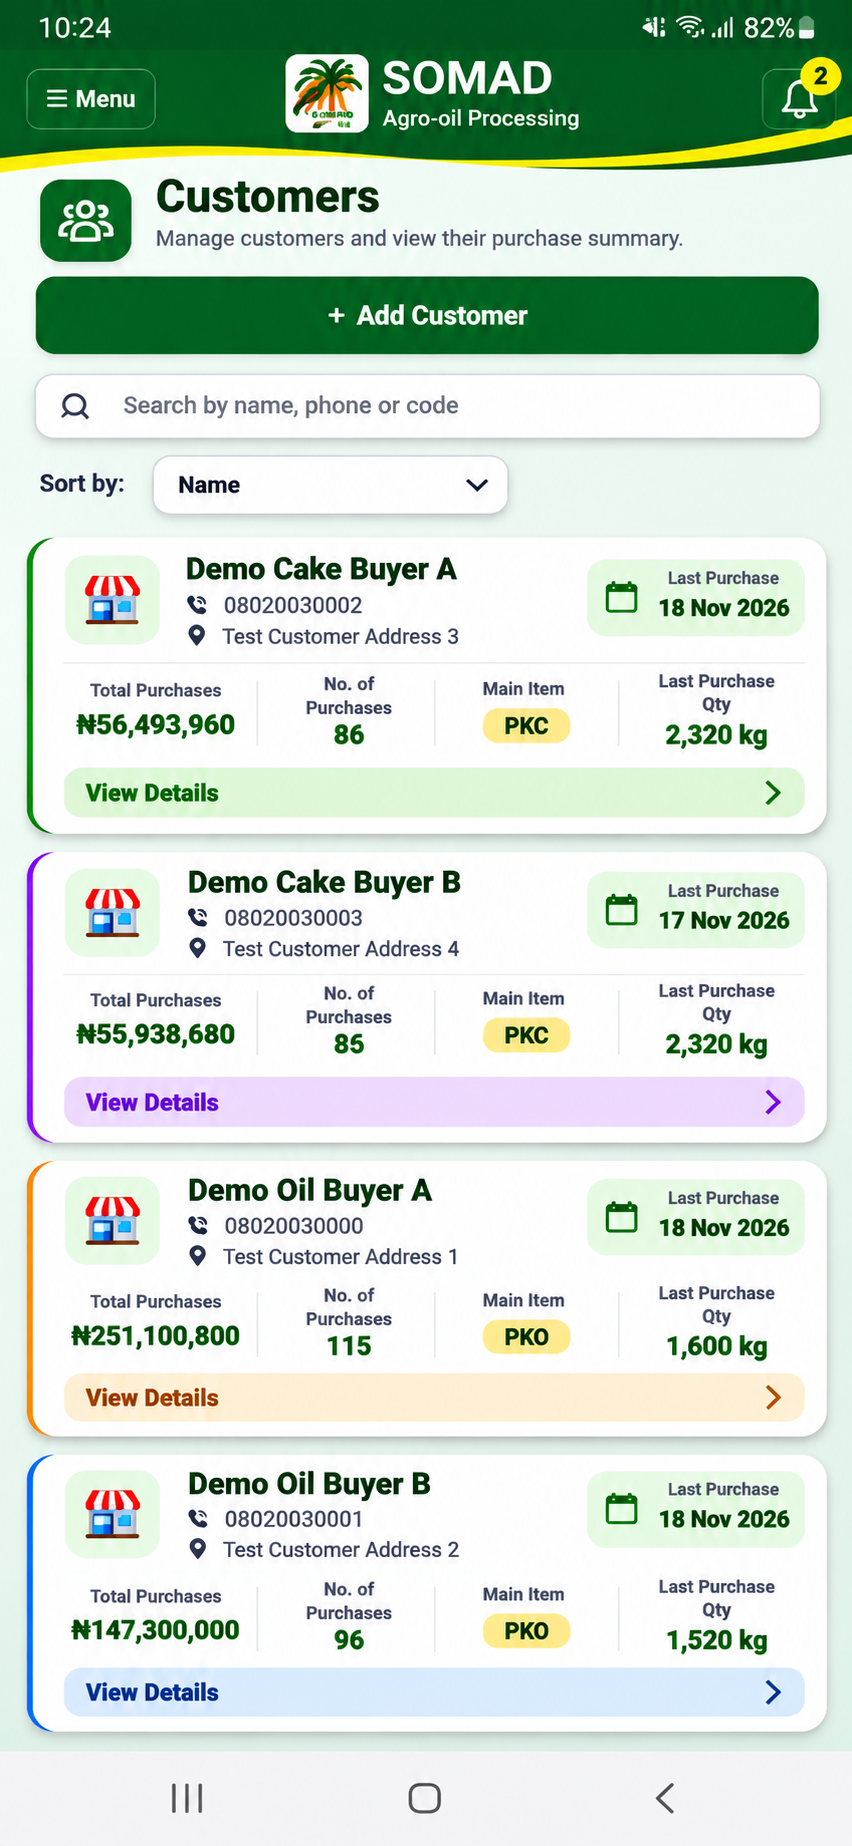 10:24
82%
Menu
SOMAD
Agro-oil Processing
2
Customers
Manage customers and view their purchase summary.
+ Add Customer
Search by name, phone or code
Sort by:
Name
Demo Cake Buyer A
08020030002
Test Customer Address 3
Last Purchase
18 Nov 2026
Total Purchases
₦56,493,960
No. of
Purchases
86
Main Item
PKC
Last Purchase
Qty
2,320 kg
View Details
Demo Cake Buyer B
08020030003
Test Customer Address 4
Last Purchase
17 Nov 2026
Total Purchases
₦55,938,680
No. of
Purchases
85
Main Item
PKC
Last Purchase
Qty
2,320 kg
View Details
Demo Oil Buyer A
08020030000
Test Customer Address 1
Last Purchase
18 Nov 2026
Total Purchases
₦251,100,800
No. of
Purchases
115
Main Item
PKO
Last Purchase
Qty
1,600 kg
View Details
Demo Oil Buyer B
08020030001
Test Customer Address 2
Last Purchase
18 Nov 2026
Total Purchases
₦147,300,000
No. of
Purchases
96
Main Item
PKO
Last Purchase
Qty
1,520 kg
View Details